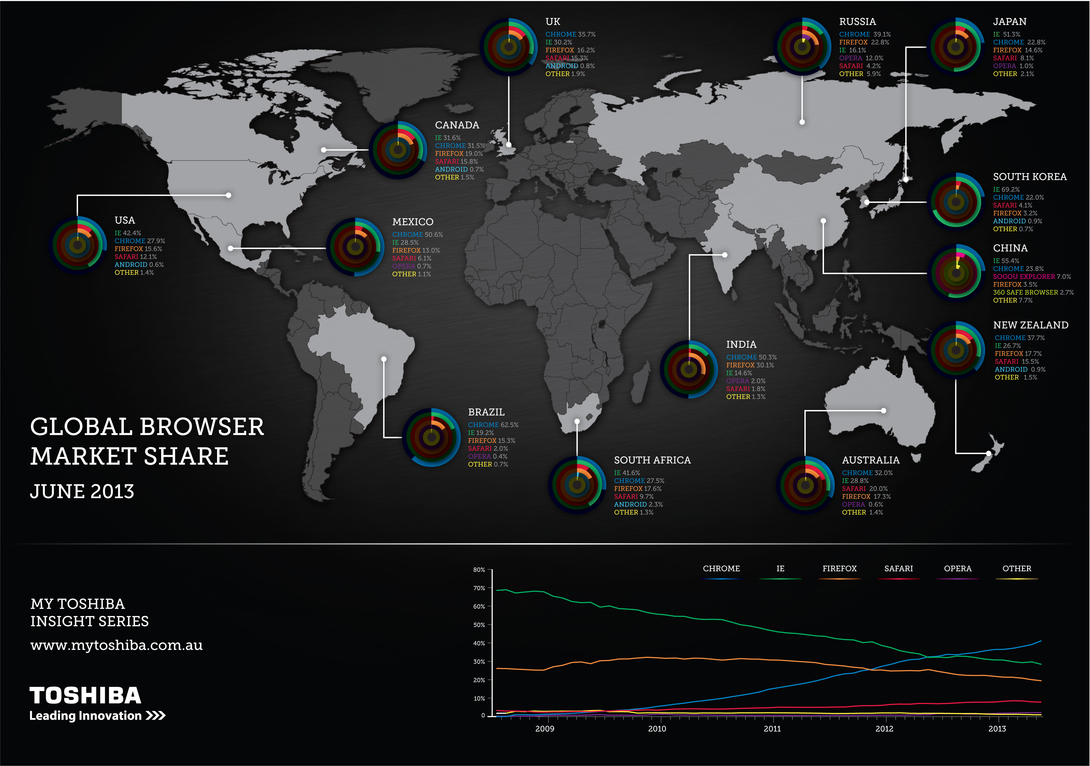 UK
CHROME 35.7%
IE 30.2%
FIREFOX 16.2%
SAFARI 15.3%
ANDROID 0.8%
OTHER 1.9%
RUSSIA
CHROME 39.1%
FIREFOX 22.8%
IE 16.1%
OPERA 12.0%
SAFARI 4.2%
OTHER 5.9%
JAPAN
IE 51.3%
CHROME 22.8%
FIREFOX 14.6%
SAFARI 8.1%
OPERA 1.0%
OTHER 2.1%
CANADA
IE 31.6%
CHROME 31.5%
FIREFOX 19.0%
SAFARI 15.8%
ANDROID 0.7%
OTHER 1.5%
SOUTH KOREA
IE 69.2%
CHROME 22.0%
SAFARI 4.1%
FIREFOX 3.2%
ANDROID 0.9%
OTHER 0.7%
USA
IE 42.4%
CHROME 27.9%
FIREFOX 15.6%
SAFARI 12.1%
ANDROID 0.6%
OTHER 1.4%
MEXICO
CHROME 50.6%
IE 28.5%
FIREFOX 13.0%
SAFARI 6.1%
OPERA 0.7%
OTHER 1.1%
CHINA
IE 55.4%
CHROME 23.8%
SOGOU EXPLORER 7.0%
FIREFOX 3.5%
360 SAFE BROWSER 2.7%
OTHER 7.7%
NEW ZEALAND
CHROME 37.7%
IE 26.7%
FIREFOX 17.7%
SAFARI 15.5%
ANDROID 0.9%
OTHER 1.5%
INDIA
CHROME 50.3%
FIREFOX 30.1%
IE 14.6%
OPERA 2.0%
SAFARI 1.8%
OTHER 1.3%
BRAZIL
CHROME 62.5%
IE 19.2%
FIREFOX 15.3%
SAFARI 2.0%
OPERA 0.4%
OTHER 0.7%
GLOBAL BROWSER
MARKET SHARE
JUNE 2013
SOUTH AFRICA
IE 41.6%
CHROME 27.5%
FIREFOX 17.6%
SAFARI 9.7%
ANDROID 2.3%
OTHER 1.3%
AUSTRALIA
CHROME 32.0%
IE 28.8%
SAFARI 20.0%
FIREFOX 17.3%
OPERA 0.6%
OTHER 1.4%
MY TOSHIBA
INSIGHT SERIES
www.mytoshiba.com.au
TOSHIBA
Leading Innovation >>>
CHROME IE FIREFOX SAFARI OPERA OTHER
80%
70%
60%
50%
40%
30%
20%
10%
0
2009 2010 2011 2012 2013